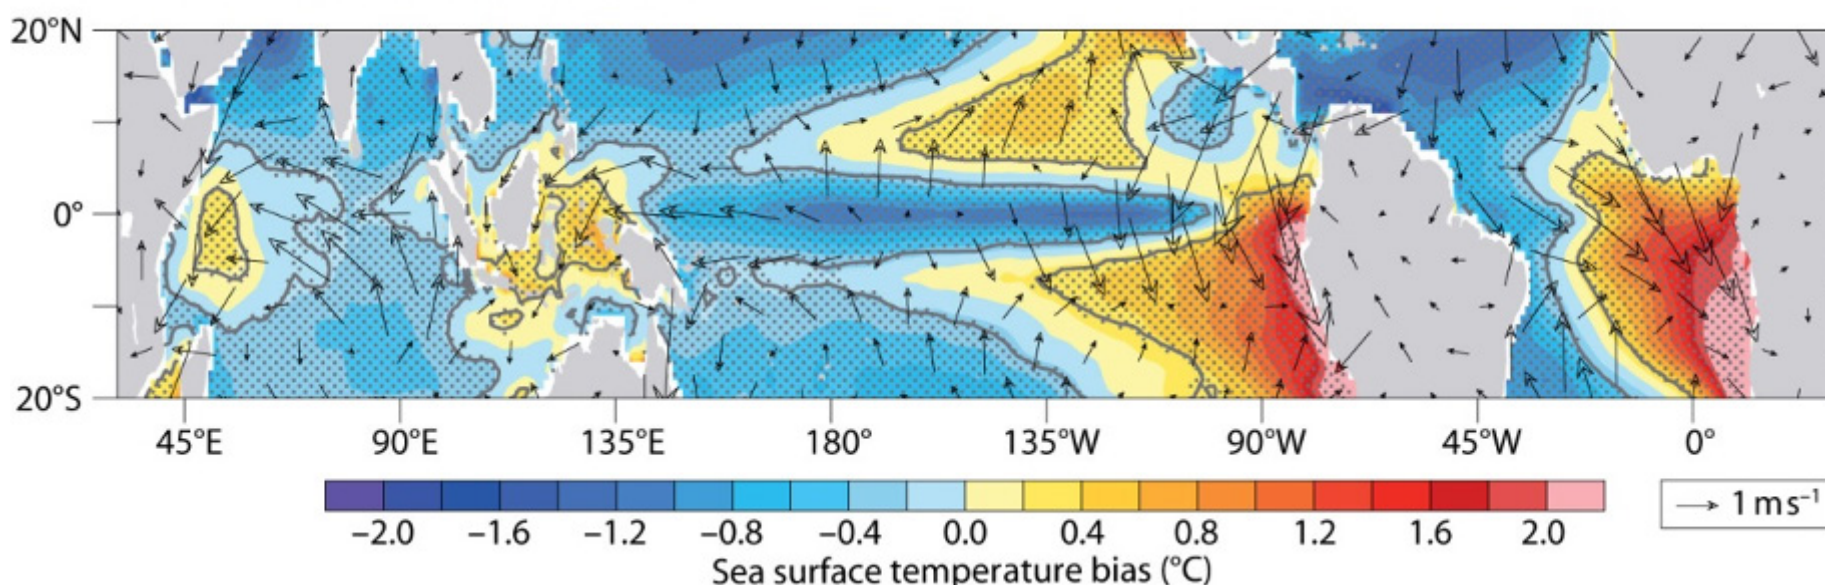 20°N
0°
20°S
45°E 90°E 135°E 180° 135°W 90°W 45°W 0°
−2.0 −1.6 −1.2 −0.8 −0.4 0.0 0.4 0.8 1.2 1.6 2.0
1 m s⁻¹
Sea surface temperature bias (°C)